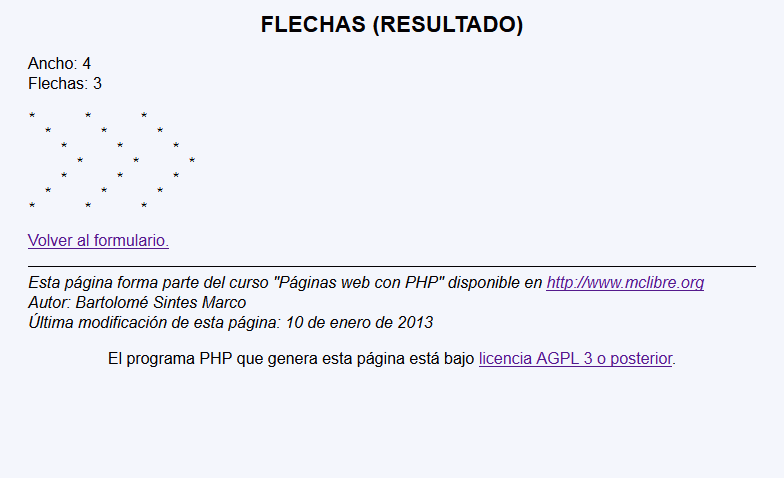 FLECHAS (RESULTADO)
Ancho: 4
Flechas: 3
*      *      *
  *      *      *
    *      *      *
      *      *      *
    *      *      *
  *      *      *
*      *      *
Volver al formulario.
Esta página forma parte del curso "Páginas web con PHP" disponible en http://www.mclibre.org
Autor: Bartolomé Sintes Marco
Última modificación de esta página: 10 de enero de 2013
El programa PHP que genera esta página está bajo licencia AGPL 3 o posterior.